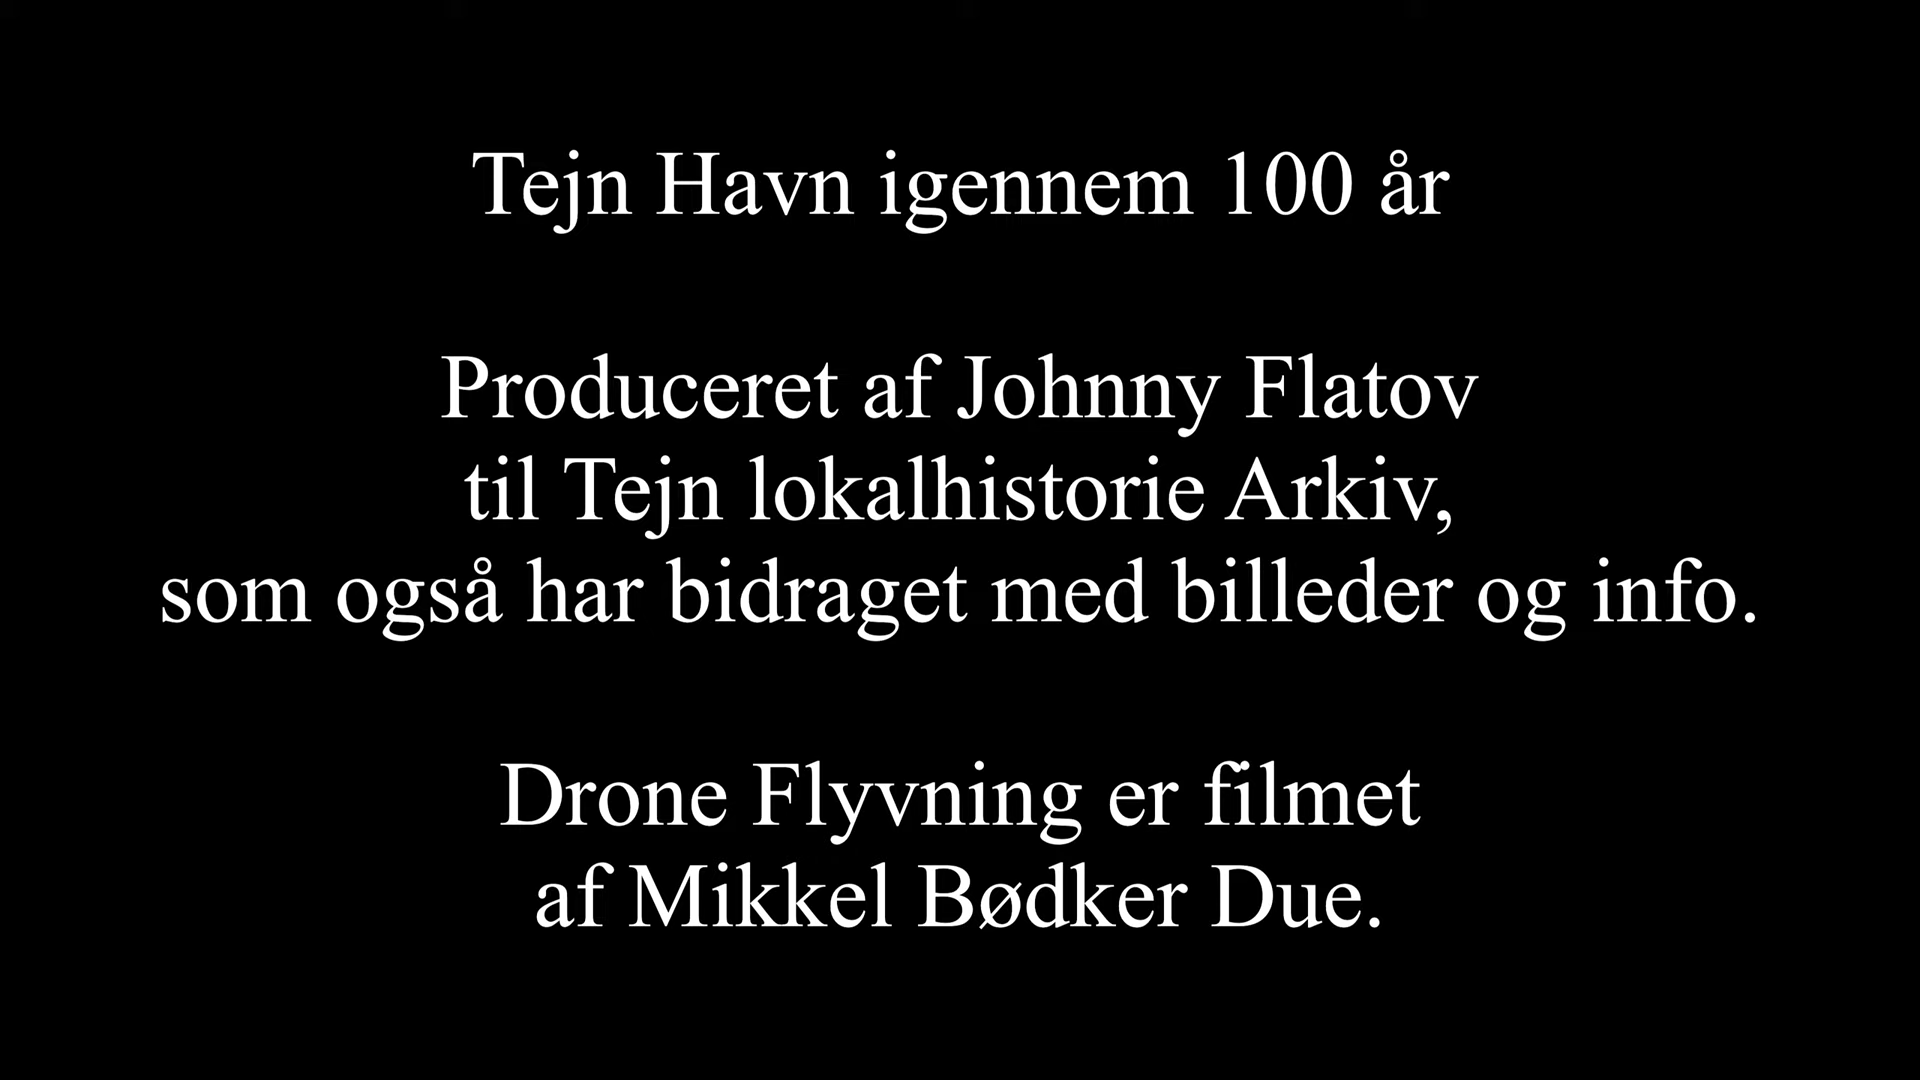 Tejn Havn igennem 100 år
Produceret af Johnny Flatov
til Tejn lokalhistorie Arkiv,
som også har bidraget med billeder og info.
Drone Flyvning er filmet
af Mikkel Bødker Due.